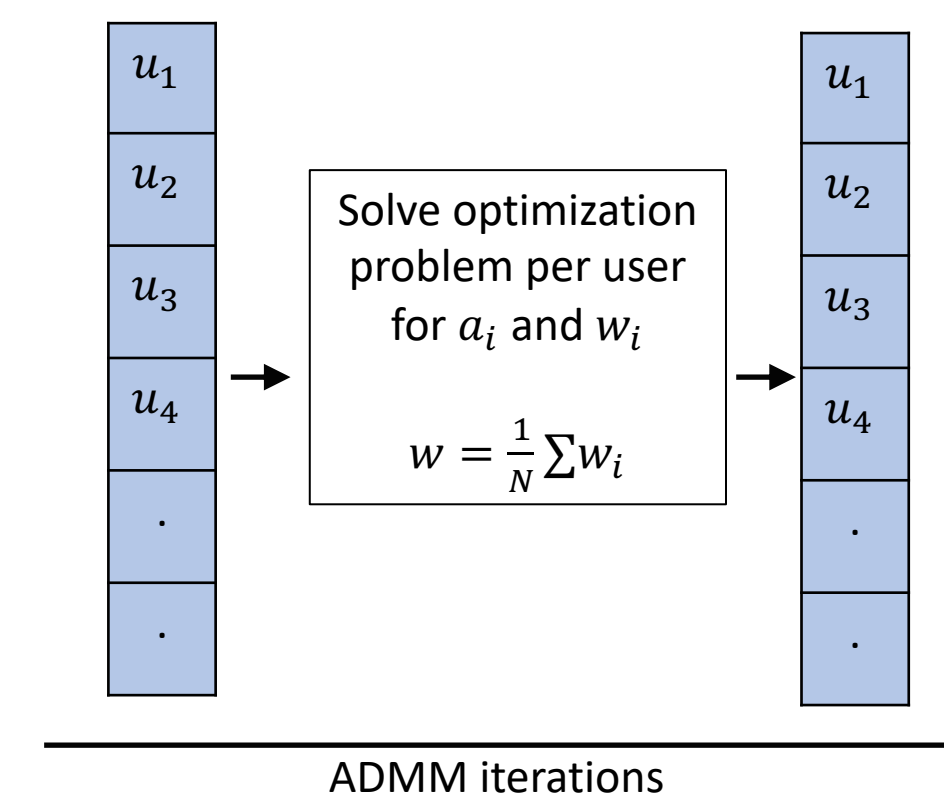 u₁
u₂
u₃
u₄
.
.
Solve optimization
problem per user
for aᵢ and wᵢ
w = 1/N ∑wᵢ
u₁
u₂
u₃
u₄
.
.
ADMM iterations